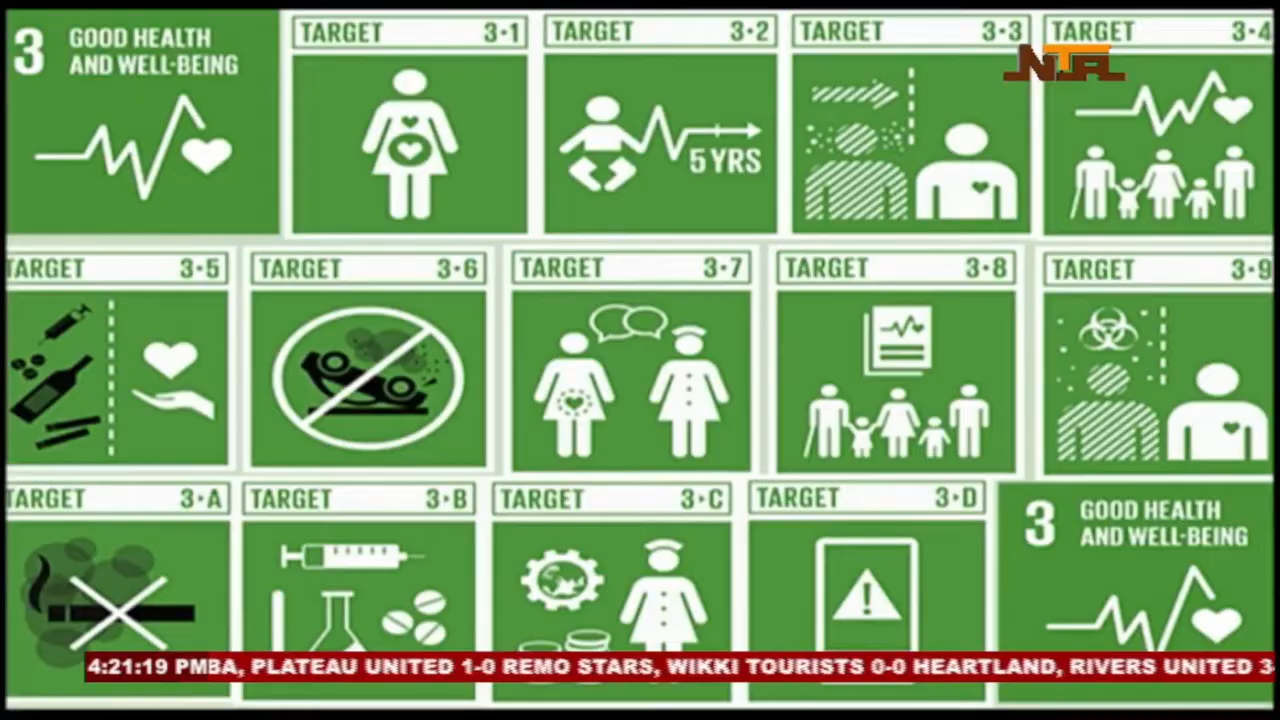 3 GOOD HEALTH
AND WELL-BEING
TARGET 3·1
TARGET 3·2
TARGET 3·3
TARGET 3·4
NTA
5 YRS
TARGET 3·5
TARGET 3·6
TARGET 3·7
TARGET 3·8
TARGET 3·9
TARGET 3·A
TARGET 3·B
TARGET 3·C
TARGET 3·D
3 GOOD HEALTH
AND WELL-BEING
4:21:19 PM BA, PLATEAU UNITED 1-0 REMO STARS, WIKKI TOURISTS 0-0 HEARTLAND, RIVERS UNITED 3-